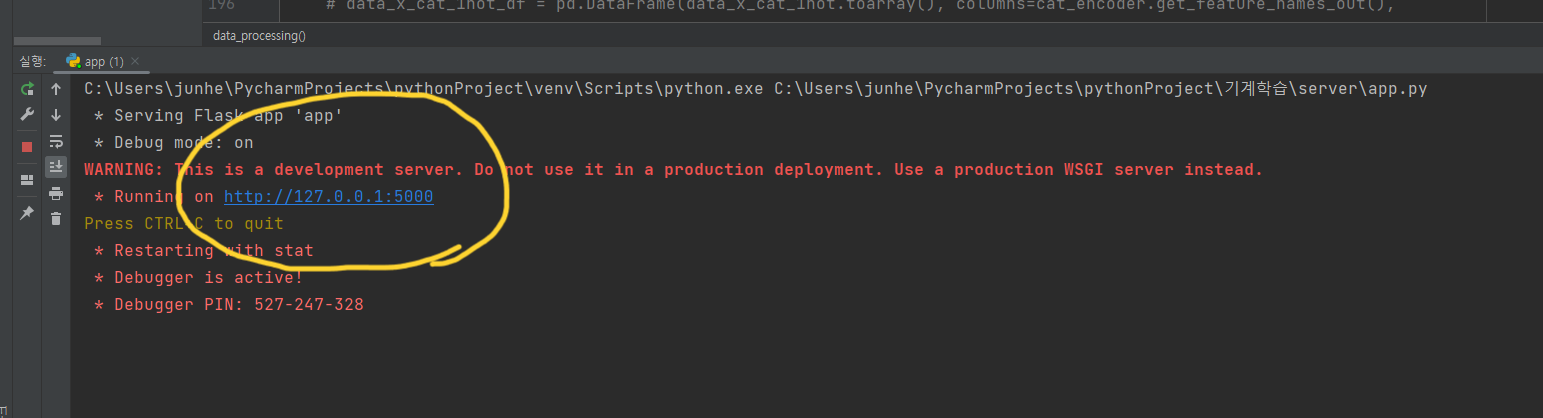 196 # data_x_cat_1hot_df = pd.DataFrame(data_x_cat_1hot.toarray(), columns=cat_encoder.get_feature_names_out(),
data_processing()
실행: app (1)
C:\Users\junhe\PycharmProjects\pythonProject\venv\Scripts\python.exe C:\Users\junhe\PycharmProjects\pythonProject\기계학습\server\app.py
* Serving Flask app 'app'
* Debug mode: on
WARNING: This is a development server. Do not use it in a production deployment. Use a production WSGI server instead.
* Running on http://127.0.0.1:5000
Press CTRL+C to quit
* Restarting with stat
* Debugger is active!
* Debugger PIN: 527-247-328